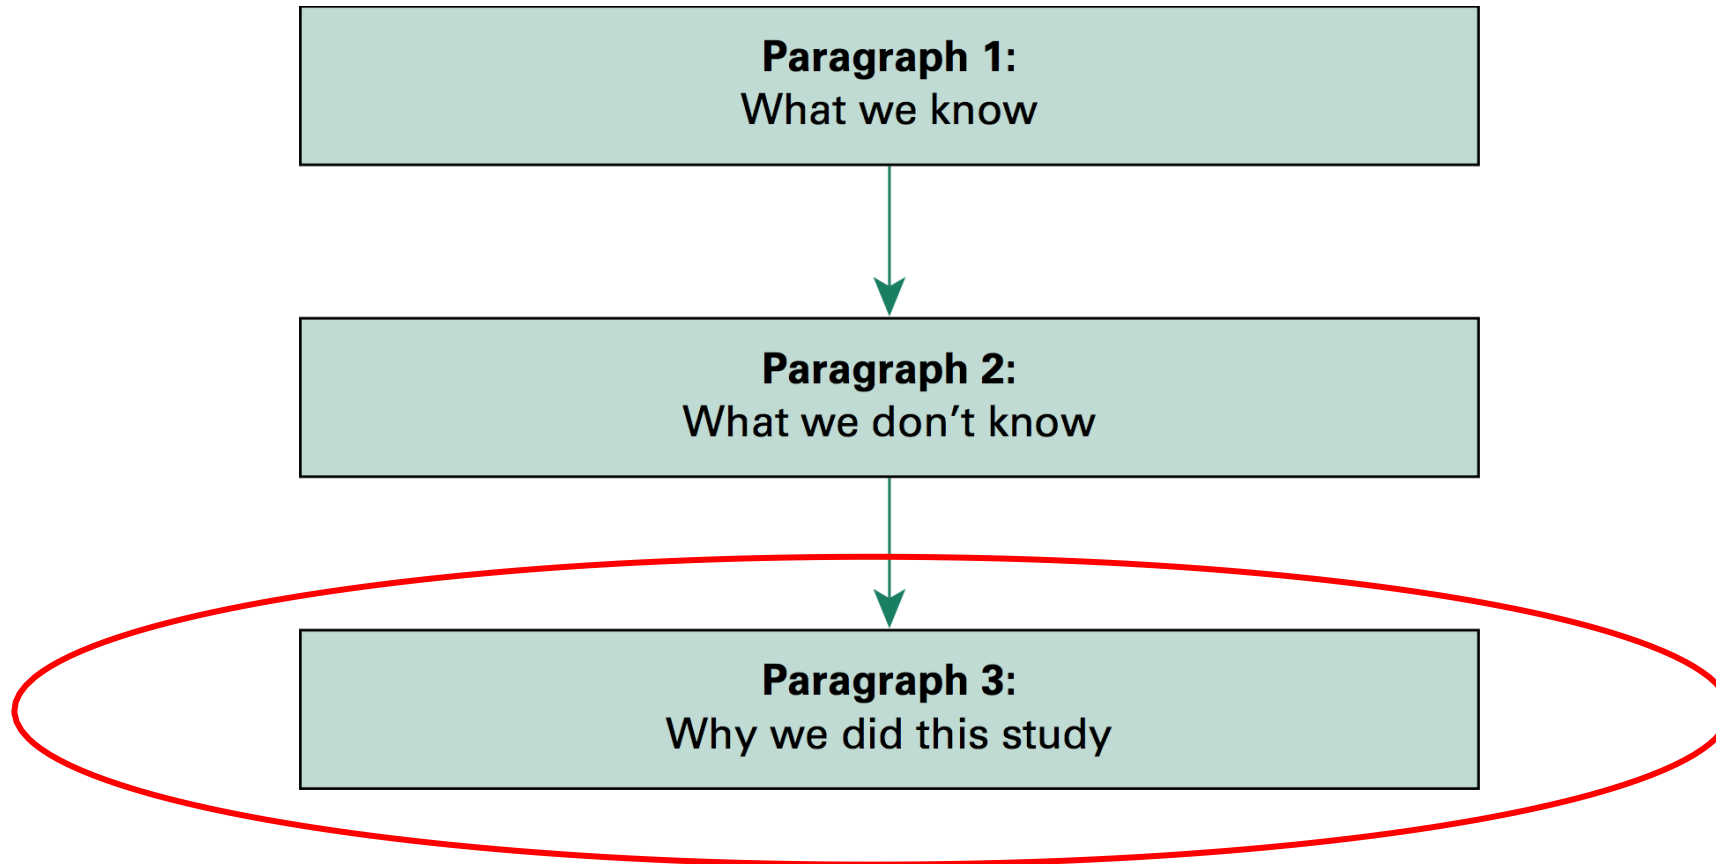 Paragraph 1:
What we know
Paragraph 2:
What we don’t know
Paragraph 3:
Why we did this study